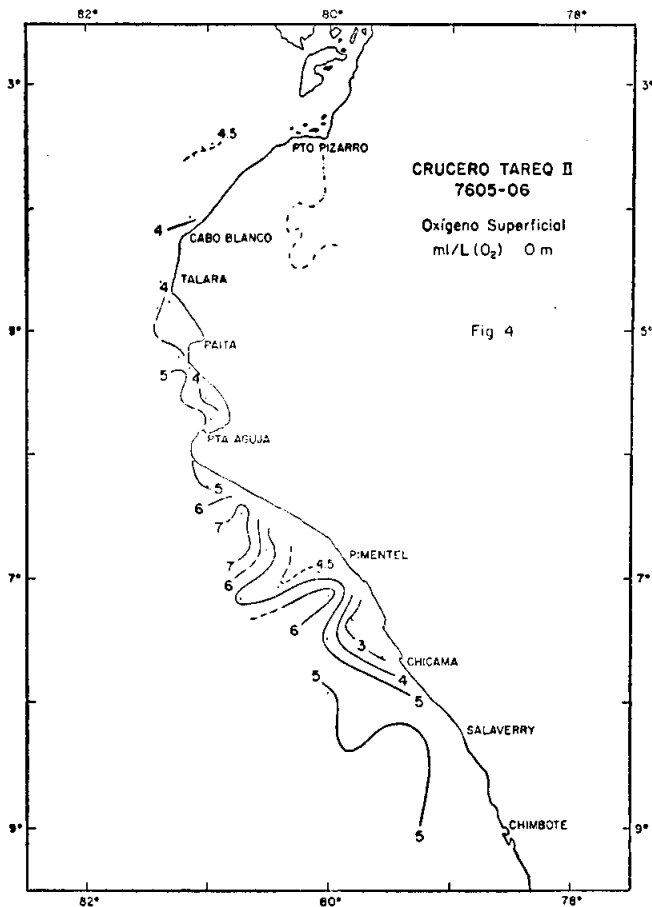 82° 80° 78°
3° 3°
4.5
PTO PIZARRO
CRUCERO TAREQ II
7605-06
Oxígeno Superficial
ml/L (O₂) 0 m
4
CABO BLANCO
4
TALARA
5° 5°
Fig 4
PAITA
5
4
PTA AGUJA
5
6
7
PIMENTEL
4.5
7
6
7° 7°
6
3
CHICAMA
4
5
5
SALAVERRY
CHIMBOTE
9° 9°
5
82° 80° 78°